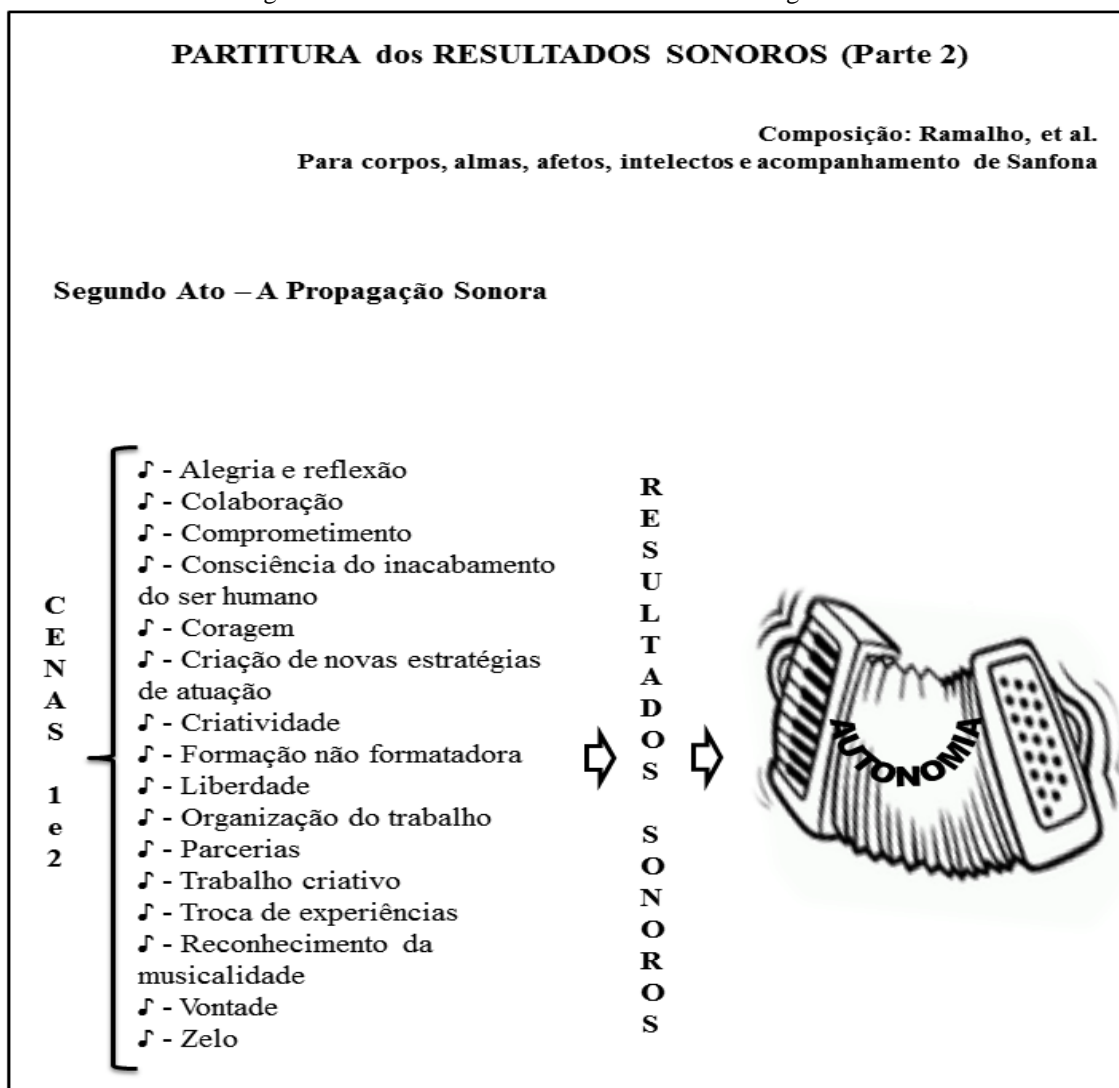 PARTITURA dos RESULTADOS SONOROS (Parte 2)
Composição: Ramalho, et al.
Para corpos, almas, afetos, intelectos e acompanhamento de Sanfona
Segundo Ato – A Propagação Sonora
CENAS 1e2
♪ - Alegria e reflexão
♪ - Colaboração
♪ - Comprometimento
♪ - Consciência do inacabamento
do ser humano
♪ - Coragem
♪ - Criação de novas estratégias
de atuação
♪ - Criatividade
♪ - Formação não formatadora
♪ - Liberdade
♪ - Organização do trabalho
♪ - Parcerias
♪ - Trabalho criativo
♪ - Troca de experiências
♪ - Reconhecimento da
musicalidade
♪ - Vontade
♪ - Zelo
RESULTADOS SONOROS
AUTONOMIA